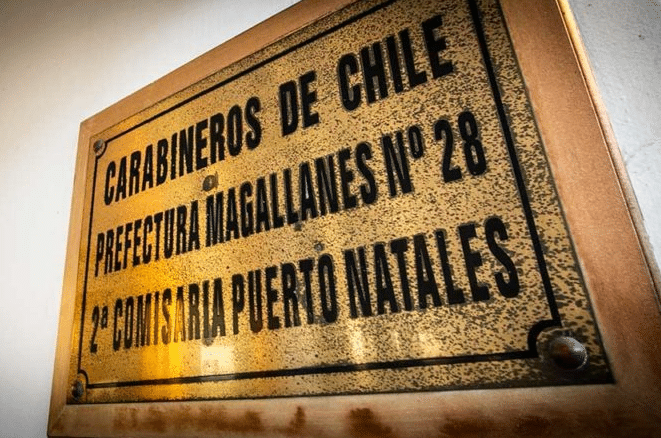 CARABINEROS DE CHILE
PREFECTURA MAGALLANES Nº 28
2ª COMISARIA PUERTO NATALES